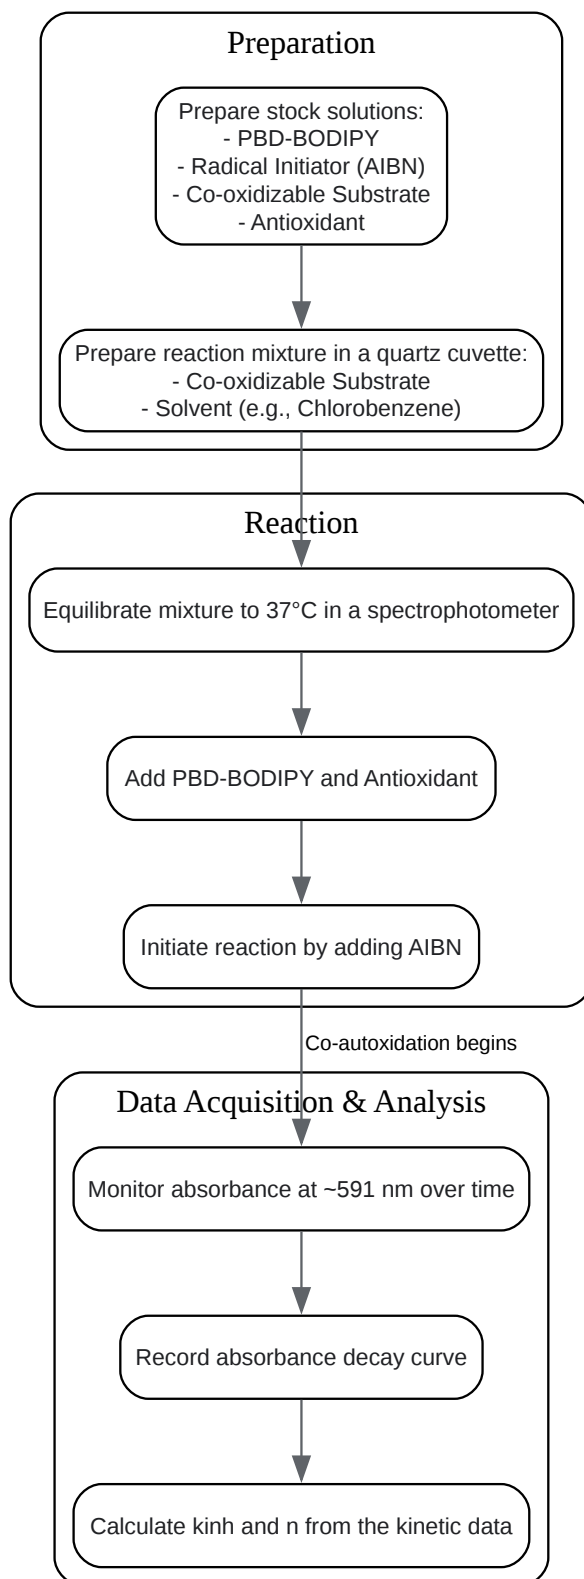 Preparation
Prepare stock solutions:
- PBD-BODIPY
- Radical Initiator (AIBN)
- Co-oxidizable Substrate
- Antioxidant
Prepare reaction mixture in a quartz cuvette:
- Co-oxidizable Substrate
- Solvent (e.g., Chlorobenzene)
Reaction
Equilibrate mixture to 37°C in a spectrophotometer
Add PBD-BODIPY and Antioxidant
Initiate reaction by adding AIBN
Co-autoxidation begins
Data Acquisition & Analysis
Monitor absorbance at ~591 nm over time
Record absorbance decay curve
Calculate kinh and n from the kinetic data